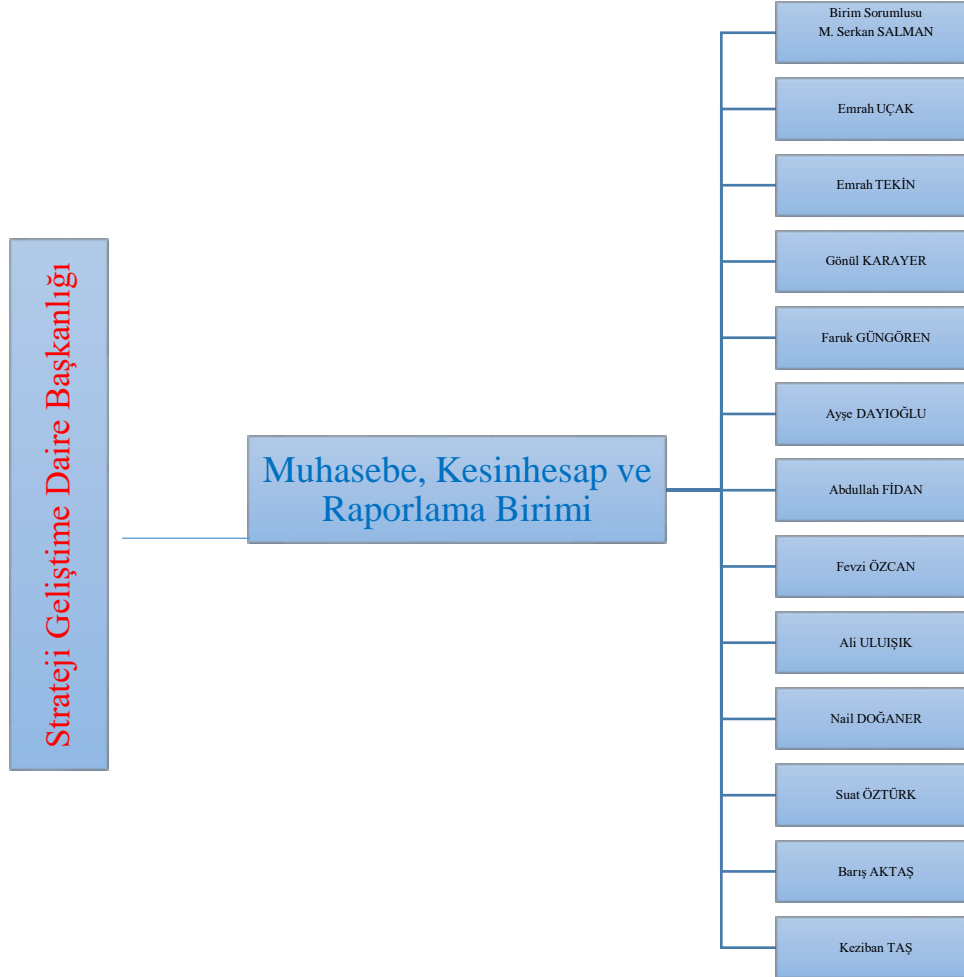 Strateji Geliştime Daire Başkanlığı
Muhasebe, Kesinhesap ve
Raporlama Birimi
Birim Sorumlusu
M. Serkan SALMAN
Emrah UÇAK
Emrah TEKİN
Gönül KARAYER
Faruk GÜNGÖREN
Ayşe DAYIOĞLU
Abdullah FİDAN
Fevzi ÖZCAN
Ali ULUIŞIK
Nail DOĞANER
Suat ÖZTÜRK
Barış AKTAŞ
Keziban TAŞ